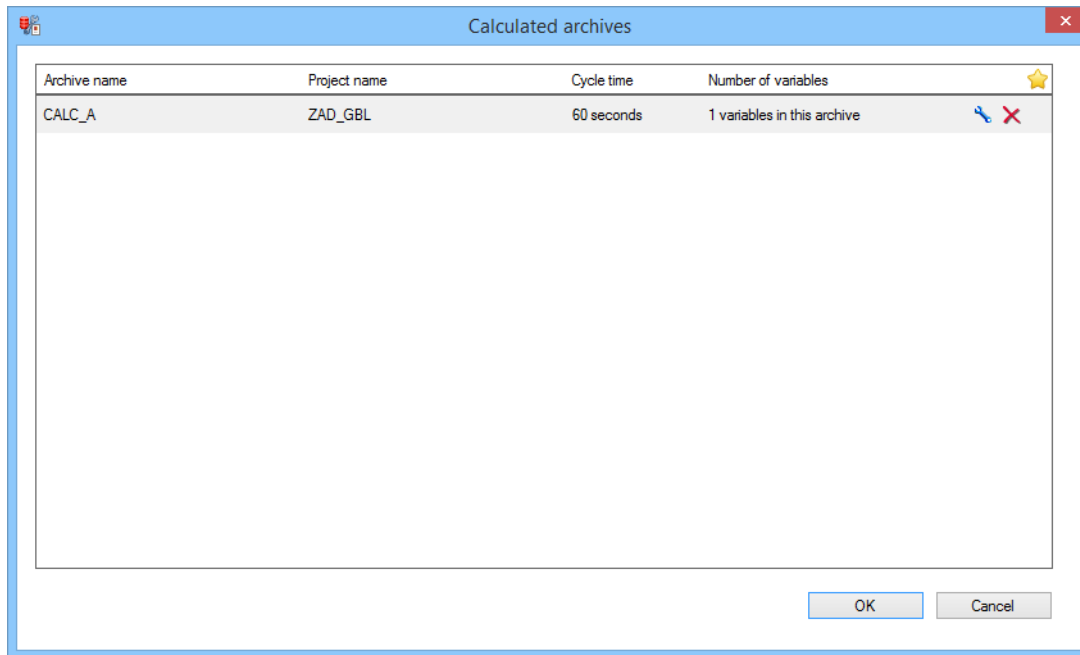 Calculated archives
Archive name Project name Cycle time Number of variables
CALC_A ZAD_GBL 60 seconds 1 variables in this archive
OK Cancel